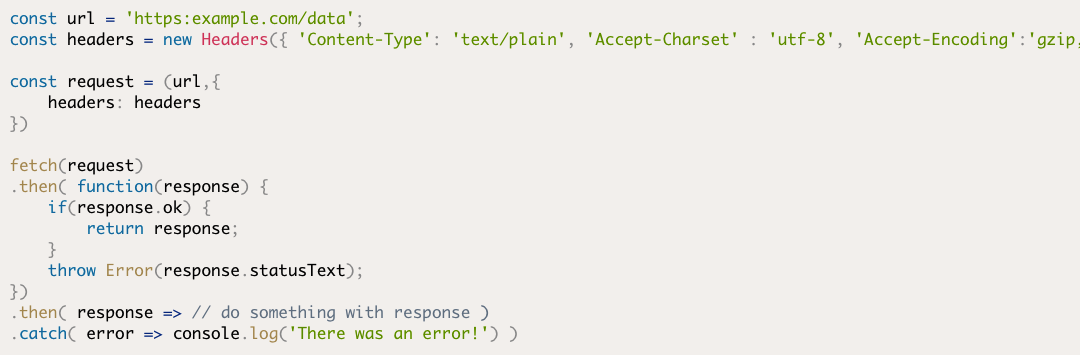 const url = 'https:example.com/data';
const headers = new Headers({ 'Content-Type': 'text/plain', 'Accept-Charset' : 'utf-8', 'Accept-Encoding':'gzip,
const request = (url,{
    headers: headers
})
fetch(request)
.then( function(response) {
    if(response.ok) {
        return response;
    }
    throw Error(response.statusText);
})
.then( response => // do something with response )
.catch( error => console.log('There was an error!') )